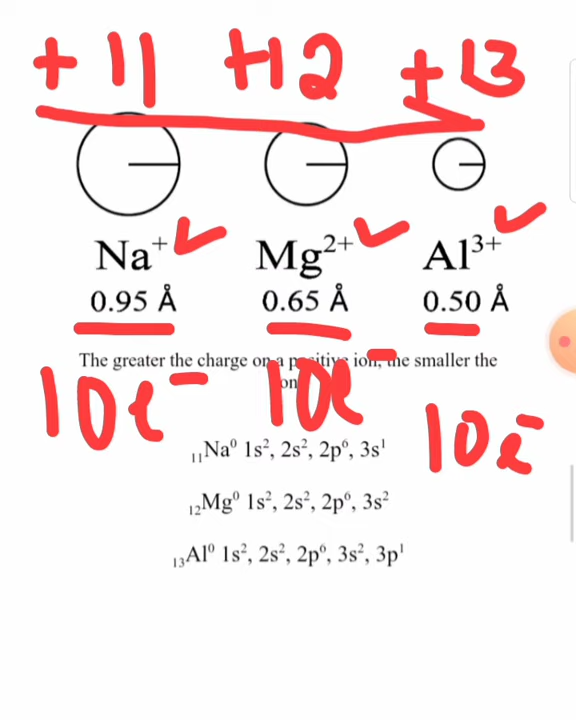 +11 +12 +13
Na⁺ Mg²⁺ Al³⁺
0.95 Å 0.65 Å 0.50 Å
The greater the charge on a positive ion, the smaller the
10e⁻ 10e⁻ 10e⁻
₁₁Na⁰ 1s², 2s², 2p⁶, 3s¹
₁₂Mg⁰ 1s², 2s², 2p⁶, 3s²
₁₃Al⁰ 1s², 2s², 2p⁶, 3s², 3p¹